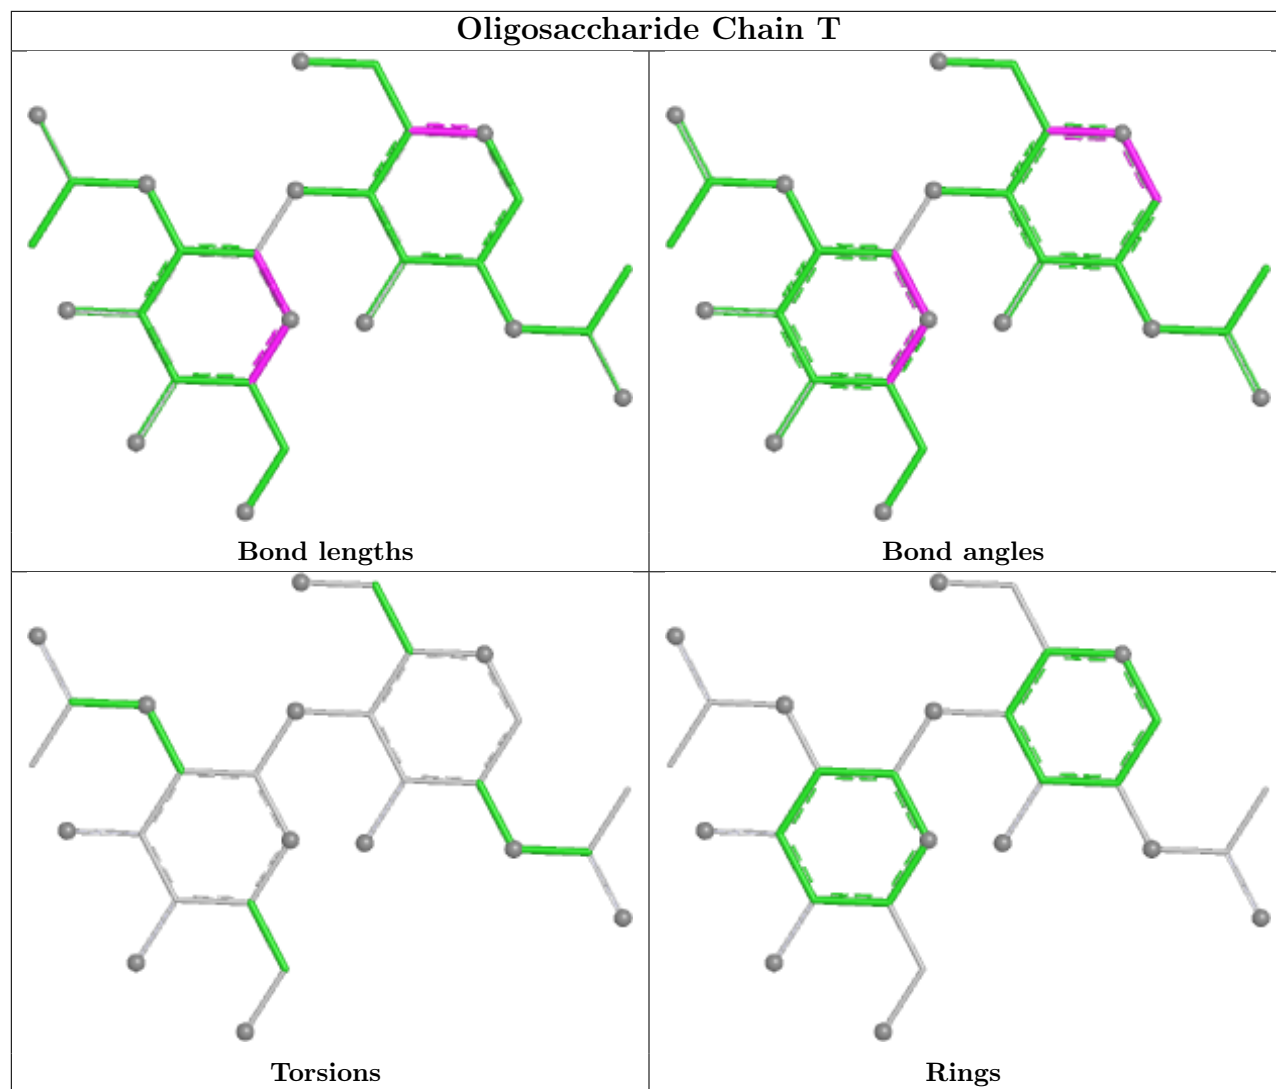 Oligosaccharide Chain T
Bond lengths
Bond angles
Torsions
Rings